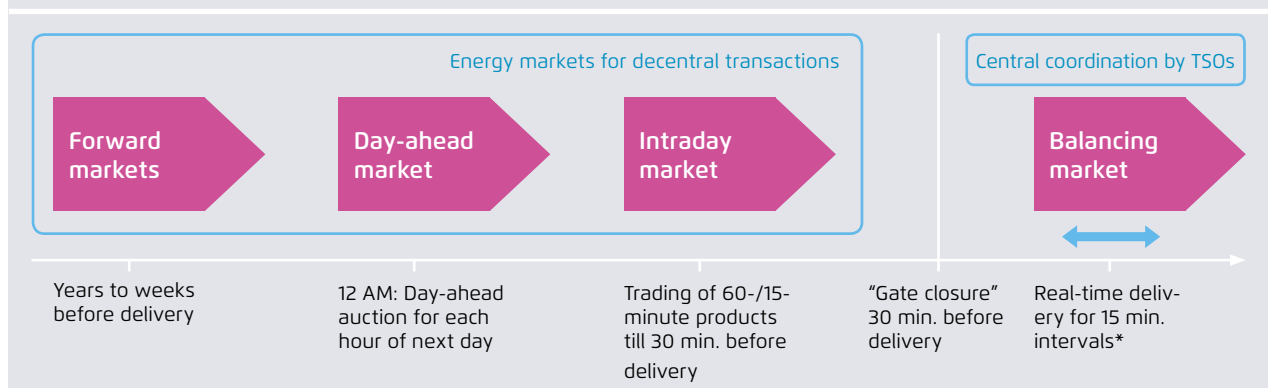 Energy markets for decentral transactions
Central coordination by TSOs
Forward
markets
Day-ahead
market
Intraday
market
Balancing
market
Years to weeks
before delivery
12 AM: Day-ahead
auction for each
hour of next day
Trading of 60-/15-
minute products
till 30 min. before
delivery
“Gate closure”
30 min. before
delivery
Real-time deliv-
ery for 15 min.
intervals*